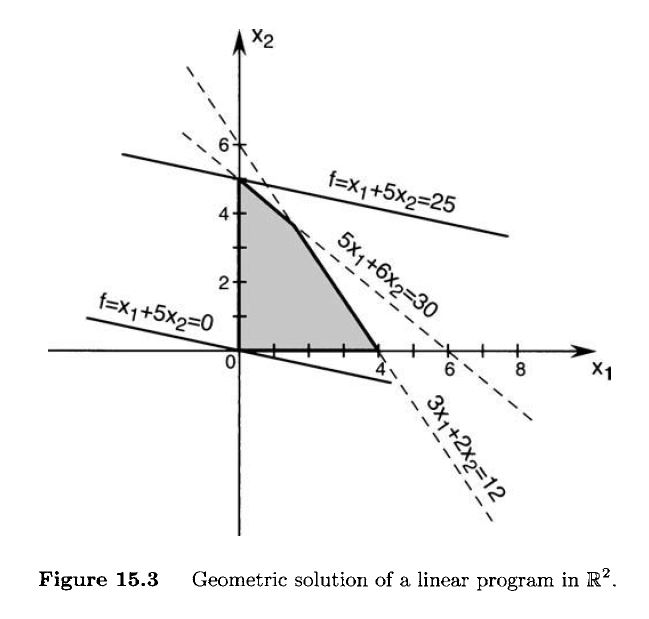 x₂
6
f=x₁+5x₂=25
4
5x₁+6x₂=30
2
f=x₁+5x₂=0
0
4
6
8
x₁
3x₁+2x₂=12
Figure 15.3 Geometric solution of a linear program in ℝ².